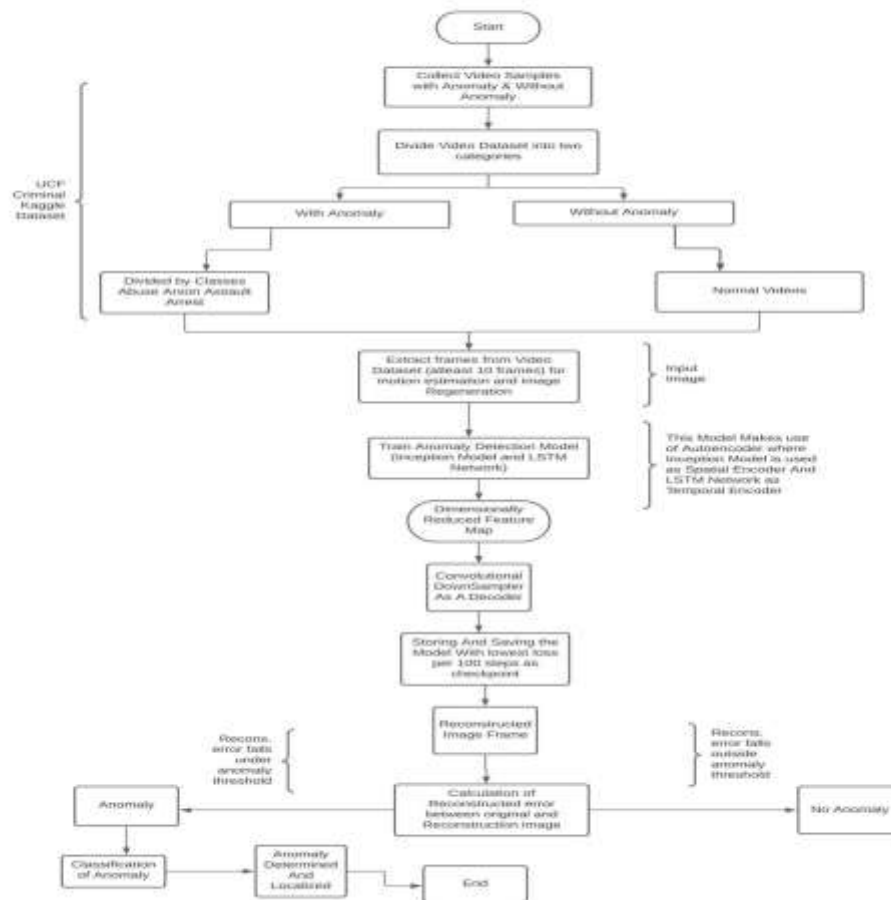 Start
Collect Video Samples
with Anomaly & Without
Anomaly
Divide Video Dataset into two
categories
UCF
Criminal
Kaggle
Dataset
With Anomaly
Without Anomaly
Divided by Classes
Abuse Arson Assault
Arrest
Normal Videos
Extract frames from Video
Dataset (atleast 10 frames) for
motion estimation and Image
Regeneration
Input
Image
Train Anomaly Detection Model
(Inception Model and LSTM
Network)
This Model Makes use
of Autoencoder where
Inception Model is used
as Spatial Encoder And
LSTM Network as
Temporal Encoder
Dimensionally
Reduced Feature
Map
Convolutional
DownSampler
As A Decoder
Storing And Saving the
Model With lowest loss
per 100 steps as
checkpoint
Reconstructed
Image Frame
Recons.
error falls
under
anomaly
threshold
Recons.
error falls
outside
anomaly
threshold
Calculation of
Reconstructed error
between original and
Reconstruction image
Anomaly
No Anomaly
Classification
of Anomaly
Anomaly
Determined
And
Localized
End